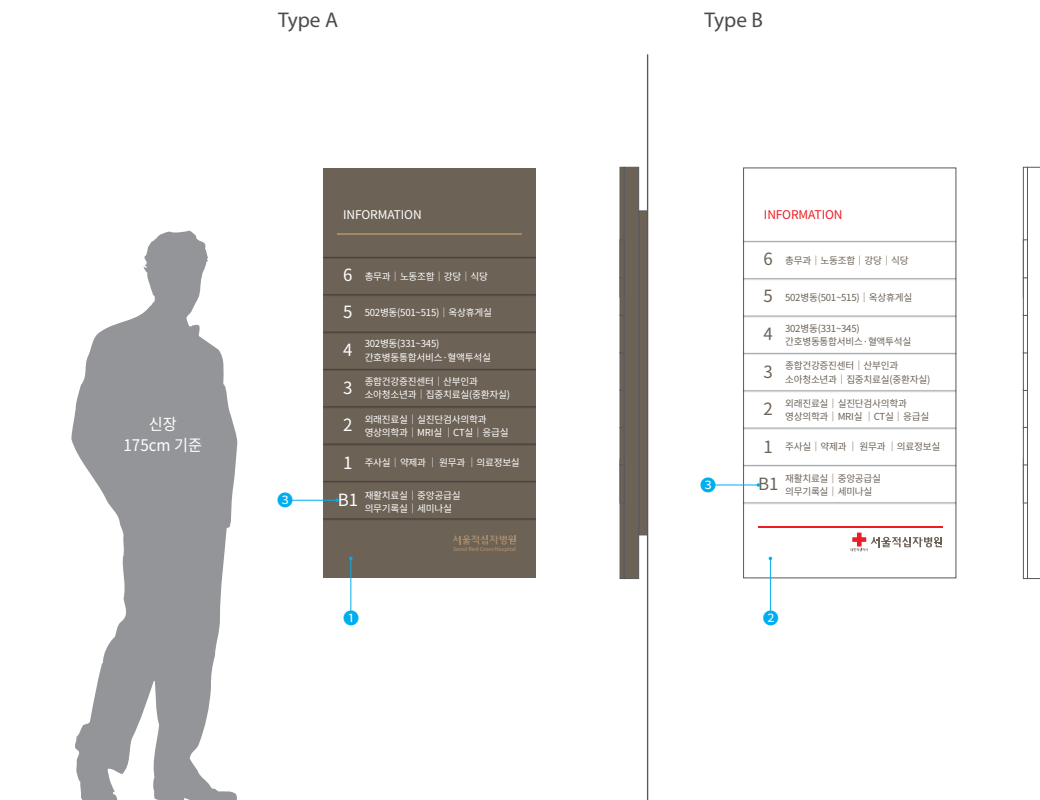 Type A
Type B
신장
175cm 기준
INFORMATION
6 총무과 | 노동조합 | 강당 | 식당
5 502병동(501~515) | 옥상휴게실
4 302병동(331~345)
간호병동통합서비스·혈액투석실
3 종합건강증진센터 | 산부인과
소아청소년과 | 집중치료실(중환자실)
2 외래진료실 | 실진단검사의학과
영상의학과 | MRI실 | CT실 | 응급실
1 주사실 | 약제과 | 원무과 | 의료정보실
B1 재활치료실 | 중앙공급실
의무기록실 | 세미나실
서울적십자병원
Seoul Red Cross Hospital
3
1
INFORMATION
6 총무과 | 노동조합 | 강당 | 식당
5 502병동(501~515) | 옥상휴게실
4 302병동(331~345)
간호병동통합서비스·혈액투석실
3 종합건강증진센터 | 산부인과
소아청소년과 | 집중치료실(중환자실)
2 외래진료실 | 실진단검사의학과
영상의학과 | MRI실 | CT실 | 응급실
1 주사실 | 약제과 | 원무과 | 의료정보실
B1 재활치료실 | 중앙공급실
의무기록실 | 세미나실
서울적십자병원
3
2